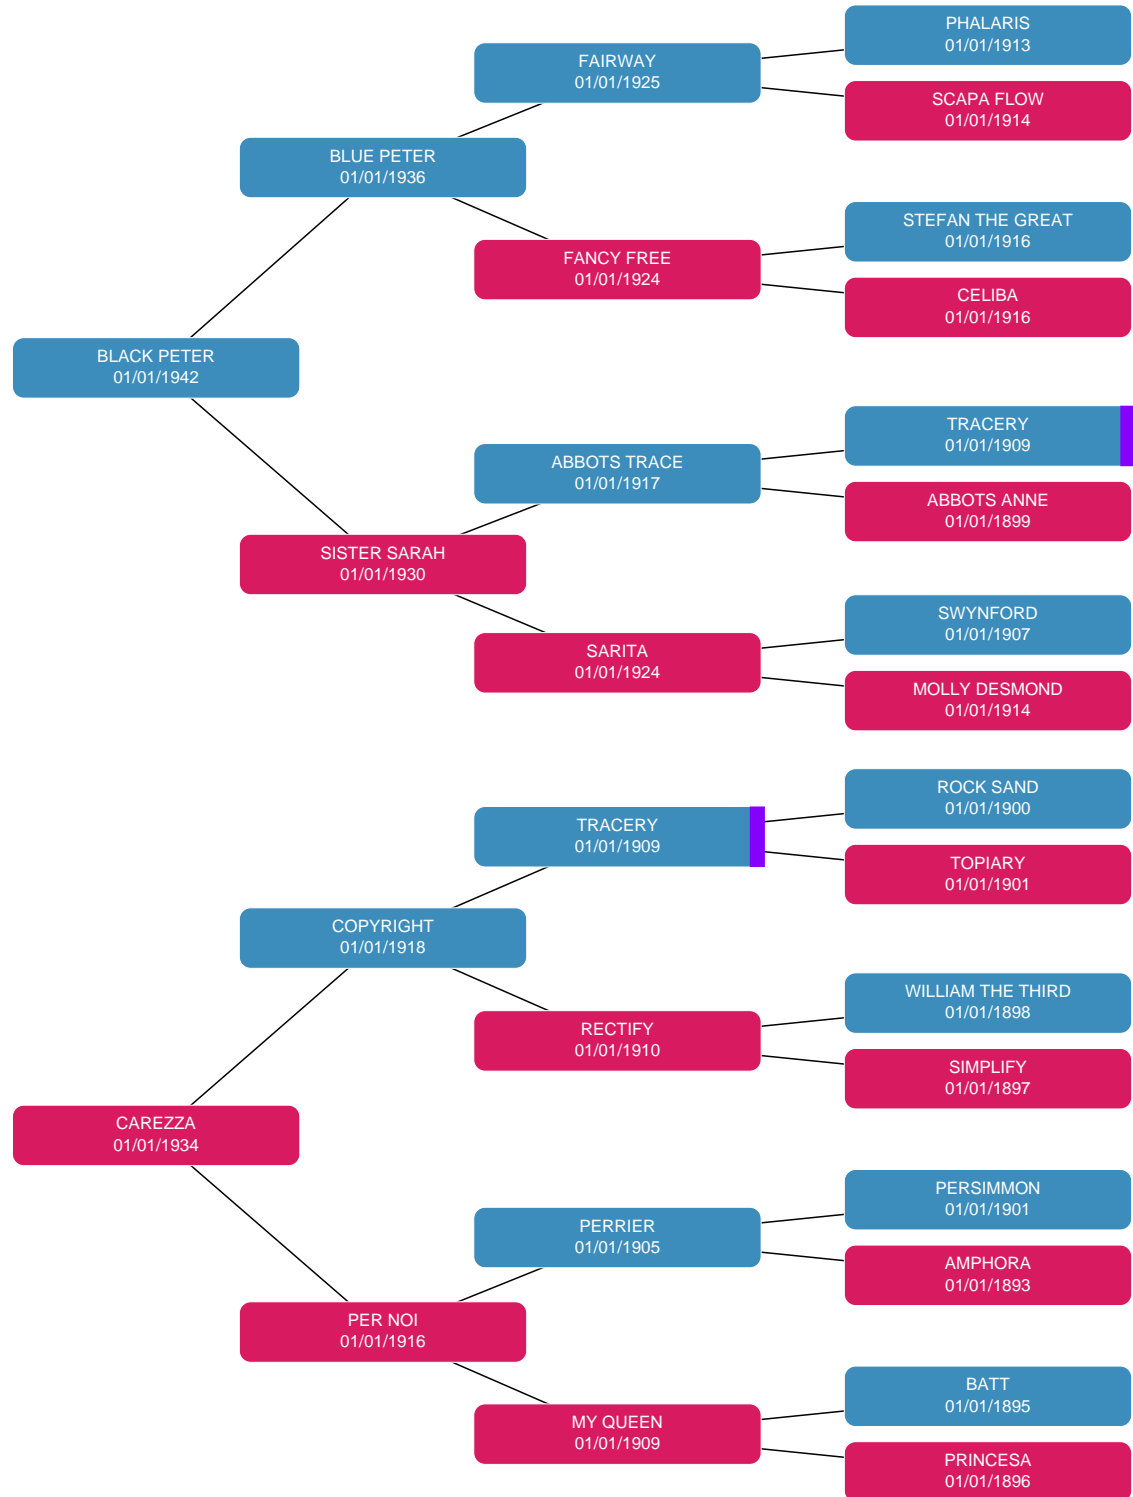 PHALARIS
01/01/1913
FAIRWAY
01/01/1925
SCAPA FLOW
01/01/1914
BLUE PETER
01/01/1936
STEFAN THE GREAT
01/01/1916
FANCY FREE
01/01/1924
CELIBA
01/01/1916
BLACK PETER
01/01/1942
TRACERY
01/01/1909
ABBOTS TRACE
01/01/1917
ABBOTS ANNE
01/01/1899
SISTER SARAH
01/01/1930
SWYNFORD
01/01/1907
SARITA
01/01/1924
MOLLY DESMOND
01/01/1914
ROCK SAND
01/01/1900
TRACERY
01/01/1909
TOPIARY
01/01/1901
COPYRIGHT
01/01/1918
WILLIAM THE THIRD
01/01/1898
RECTIFY
01/01/1910
SIMPLIFY
01/01/1897
CAREZZA
01/01/1934
PERSIMMON
01/01/1901
PERRIER
01/01/1905
AMPHORA
01/01/1893
PER NOI
01/01/1916
BATT
01/01/1895
MY QUEEN
01/01/1909
PRINCESA
01/01/1896